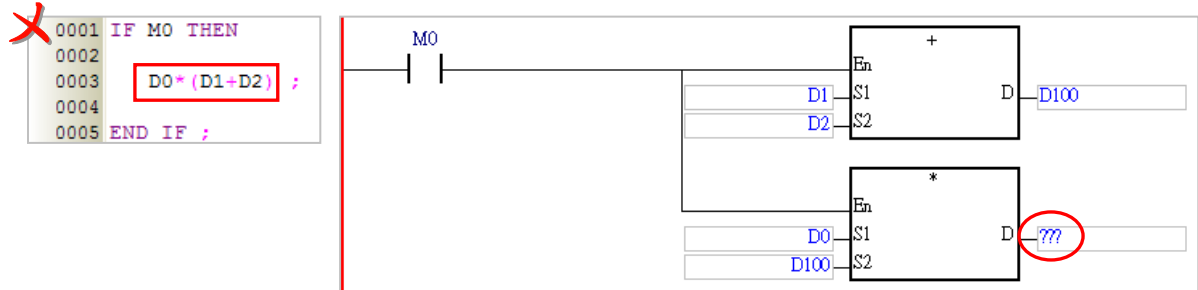 0001 IF M0 THEN
0002
0003 D0*(D1+D2) ;
0004
0005 END IF ;
M0
+
En
D1 S1 D D100
D2 S2
*
En
D0 S1 D ???
D100 S2